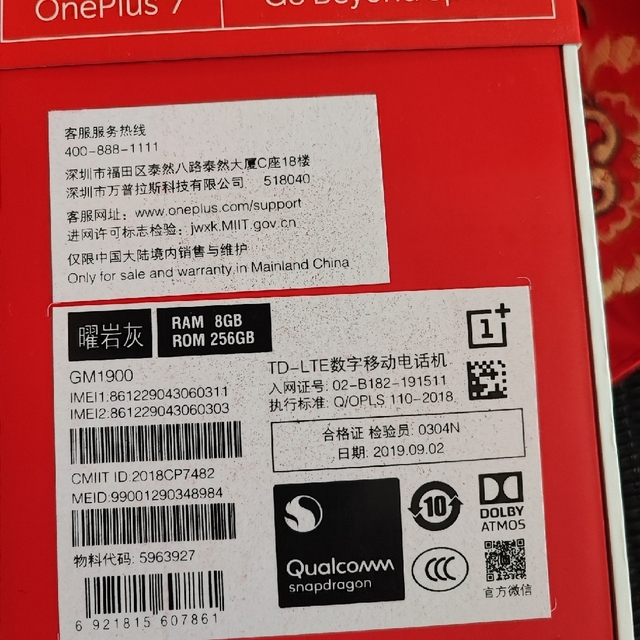 OnePlus 7
Go Beyond
客服服务热线
400-888-1111
深圳市福田区泰然八路泰然大厦C座18楼
深圳市万普拉斯科技有限公司 518040
客服网址: www.oneplus.com/support
进网许可标志检验: jwxk.MIIT.gov.cn
仅限中国大陆境内销售与维护
Only for sale and warranty in Mainland China
曜岩灰
RAM 8GB
ROM 256GB
1+
GM1900
IMEI1:861229043060311
IMEI2:861229043060303
TD-LTE数字移动电话机
入网证号: 02-B182-191511
执行标准: Q/OPLS 110-2018
合格证 检验员: 0304N
日期: 2019.09.02
CMIIT ID:2018CP7482
MEID:99001290348984
物料代码: 5963927
6 921815 607861
Qualcomm
snapdragon
10
CCC
DOLBY
ATMOS
官方微信